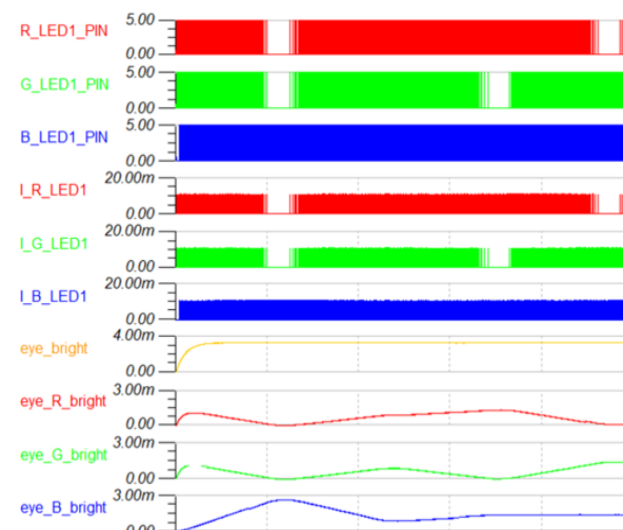 5.00
R_LED1_PIN
0.00
5.00
G_LED1_PIN
0.00
5.00
B_LED1_PIN
0.00
20.00m
I_R_LED1
0.00
20.00m
I_G_LED1
0.00
20.00m
I_B_LED1
0.00
4.00m
eye_bright
0.00
3.00m
eye_R_bright
0.00
3.00m
eye_G_bright
0.00
3.00m
eye_B_bright
0.00